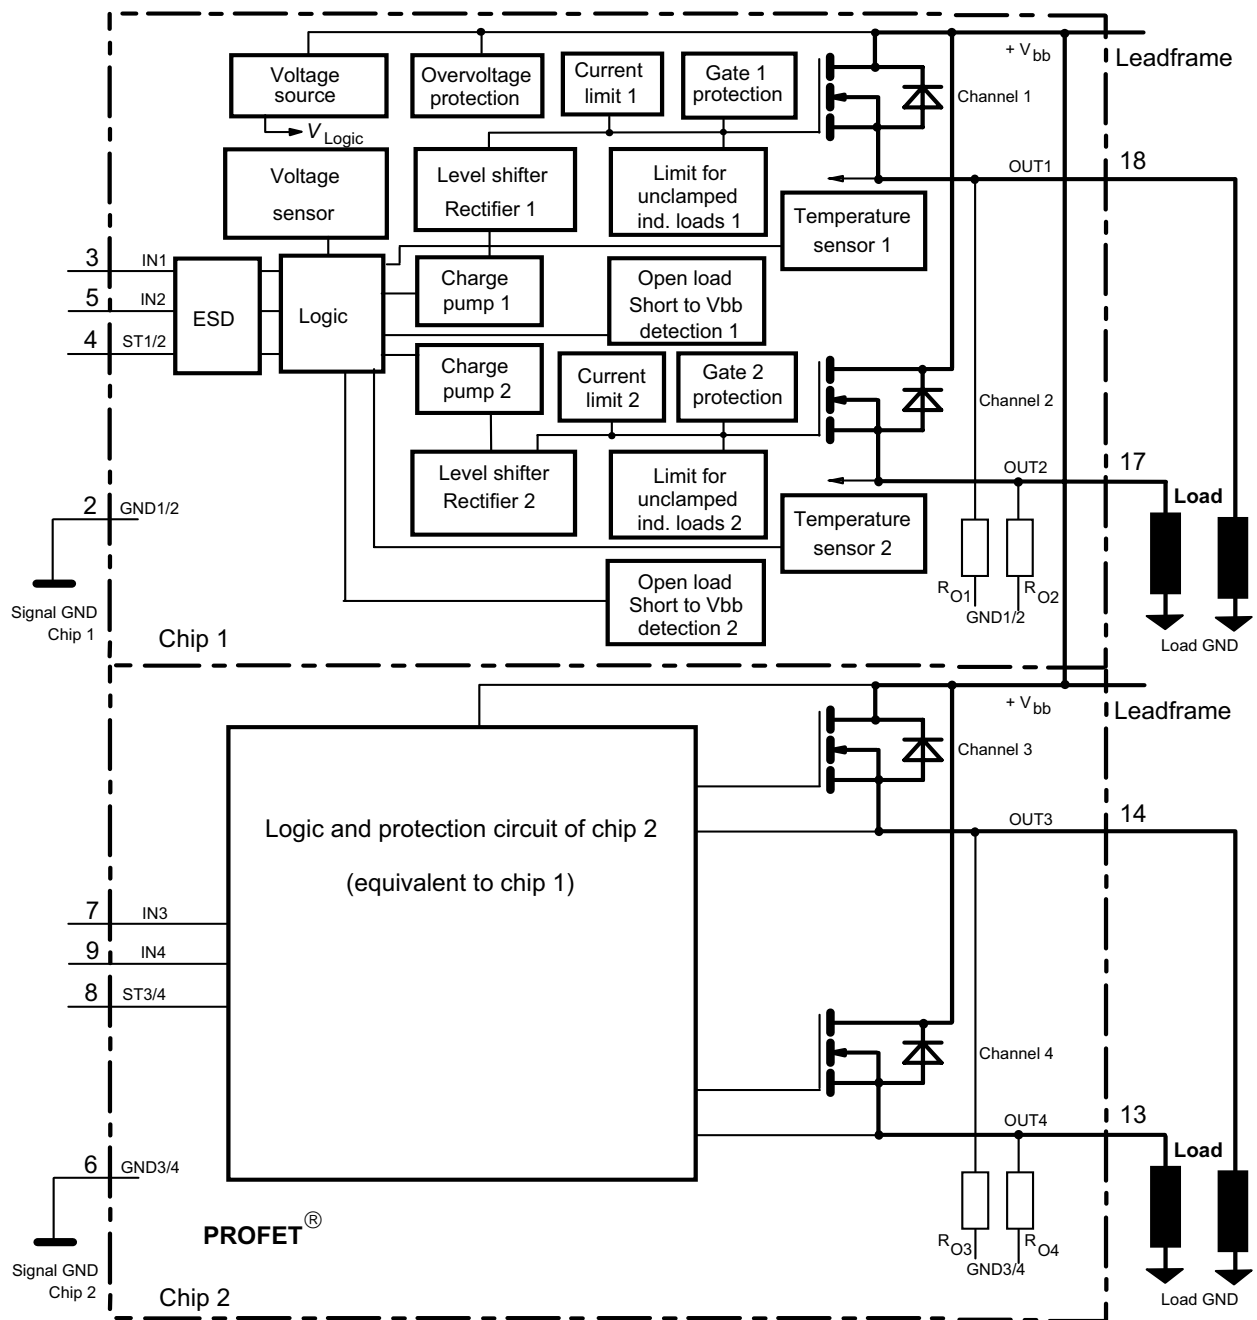 + Vbb
Leadframe
Voltage
source
Overvoltage
protection
Current
limit 1
Gate 1
protection
Channel 1
VLogic
Voltage
sensor
Level shifter
Rectifier 1
Limit for
unclamped
ind. loads 1
OUT1
18
Temperature
sensor 1
3 IN1
5 IN2
4 ST1/2
ESD
Logic
Charge
pump 1
Open load
Short to Vbb
detection 1
Charge
pump 2
Current
limit 2
Gate 2
protection
Channel 2
Level shifter
Rectifier 2
Limit for
unclamped
ind. loads 2
OUT2
17
Load
2 GND1/2
Temperature
sensor 2
Signal GND
Chip 1
Open load
Short to Vbb
detection 2
RO1
RO2
GND1/2
Load GND
Chip 1
+ Vbb
Leadframe
Channel 3
Logic and protection circuit of chip 2
(equivalent to chip 1)
OUT3
14
7 IN3
9 IN4
8 ST3/4
Channel 4
OUT4
13
Load
6 GND3/4
PROFET®
Signal GND
Chip 2
RO3
RO4
GND3/4
Load GND
Chip 2